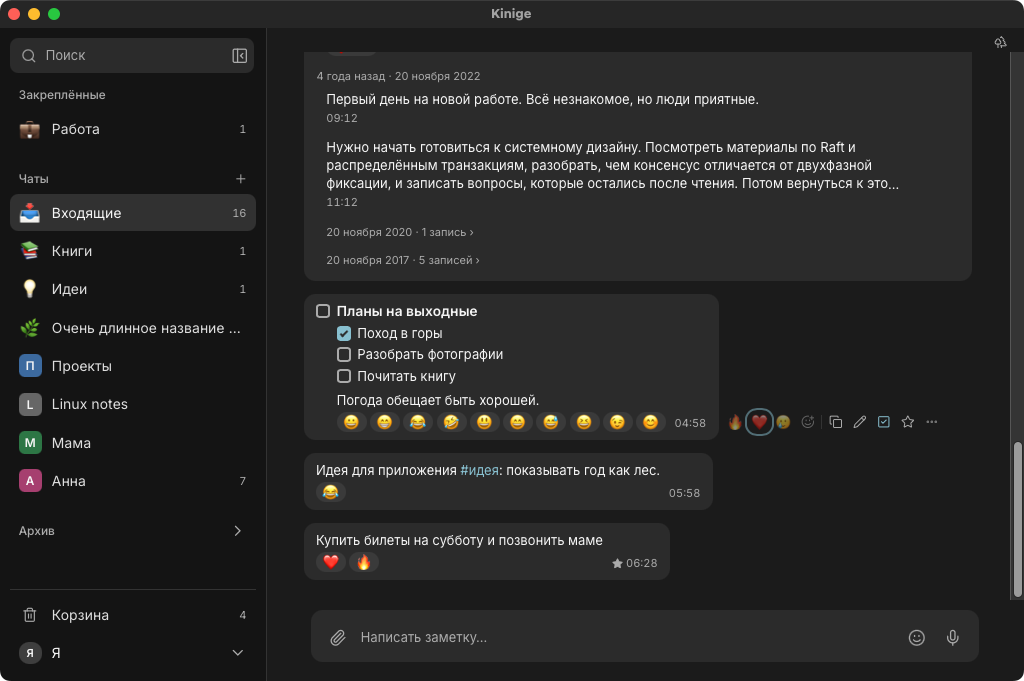 Kinige
Поиск
Закреплённые
Работа 1
Чаты
Входящие 16
Книги 1
Идеи 1
Очень длинное название ...
П Проекты
L Linux notes
М Мама
А Анна 7
Архив
Корзина 4
Я Я
4 года назад · 20 ноября 2022
Первый день на новой работе. Всё незнакомое, но люди приятные.
09:12
Нужно начать готовиться к системному дизайну. Посмотреть материалы по Raft и
распределённым транзакциям, разобрать, чем консенсус отличается от двухфазной
фиксации, и записать вопросы, которые остались после чтения. Потом вернуться к это...
11:12
20 ноября 2020 · 1 запись ›
20 ноября 2017 · 5 записей ›
Планы на выходные
Поход в горы
Разобрать фотографии
Почитать книгу
Погода обещает быть хорошей.
04:58
Идея для приложения #идея: показывать год как лес.
05:58
Купить билеты на субботу и позвонить маме
06:28
Написать заметку...